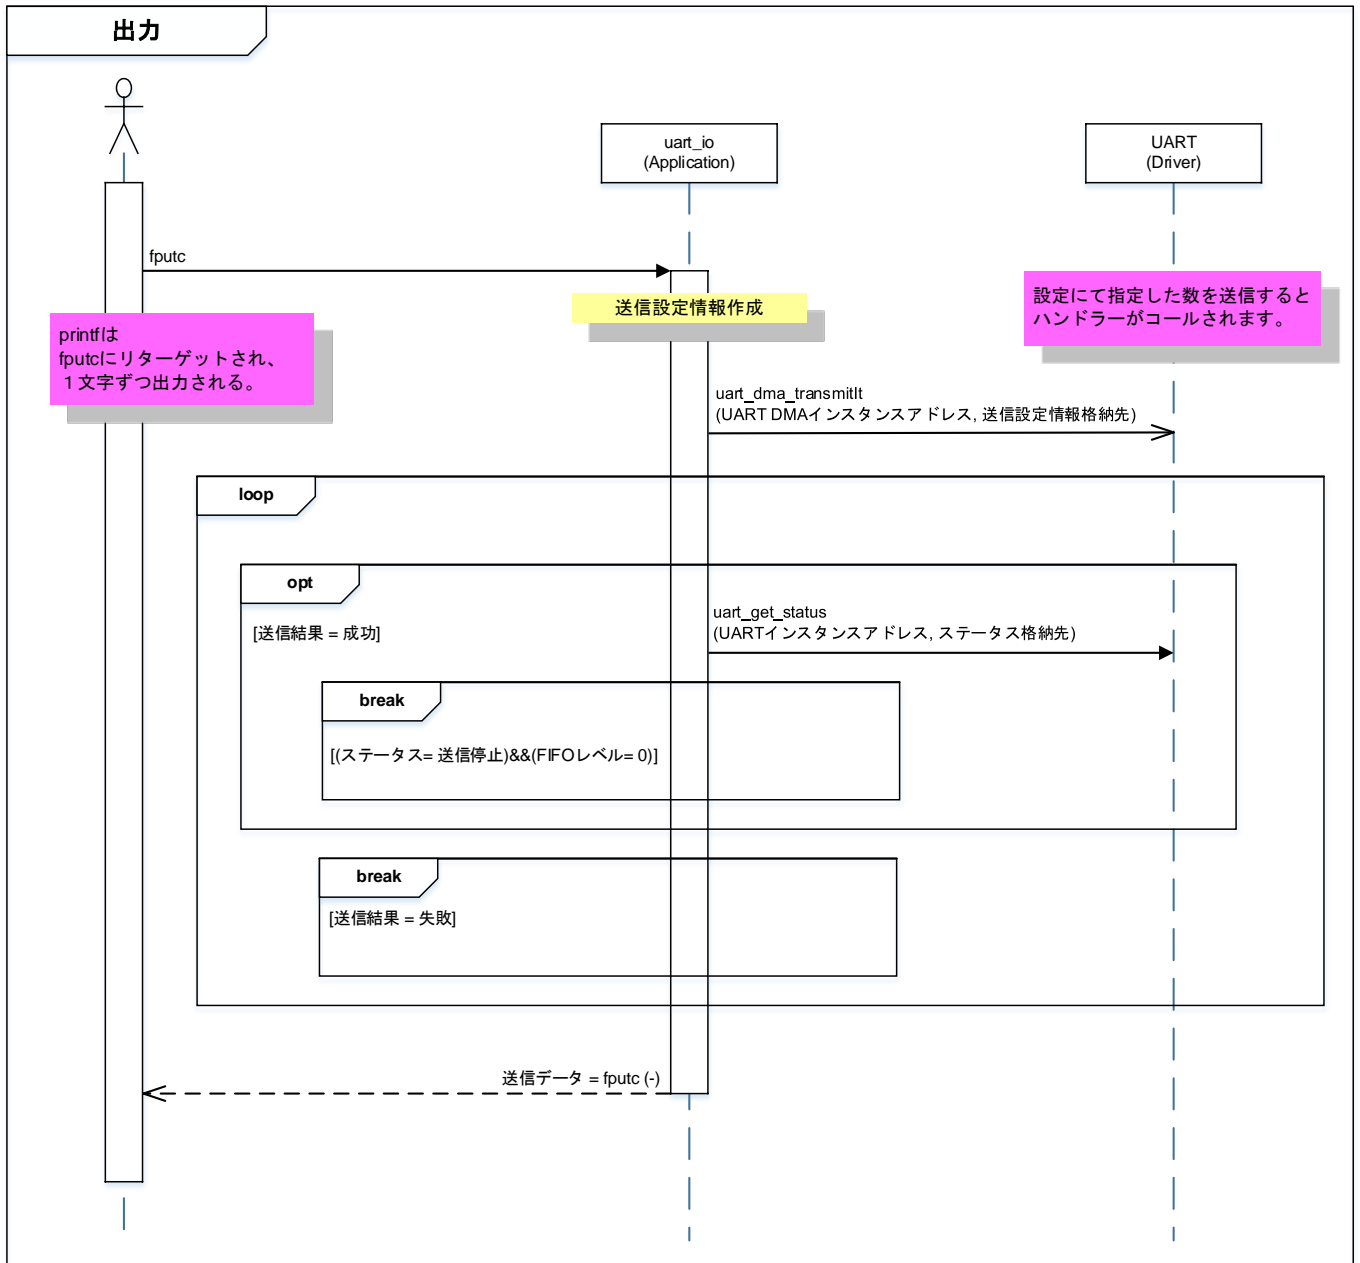 出力
uart_io
(Application)
UART
(Driver)
fputc
送信設定情報作成
設定にて指定した数を送信すると
ハンドラーがコールされます。
printfは
fputcにリターゲットされ、
１文字ずつ出力される。
uart_dma_transmitIt
(UART DMAインスタンスアドレス, 送信設定情報格納先)
loop
opt
[送信結果 = 成功]
uart_get_status
(UARTインスタンスアドレス, ステータス格納先)
break
[(ステータス= 送信停止)&&(FIFOレベル= 0)]
break
[送信結果 = 失敗]
送信データ = fputc (-)